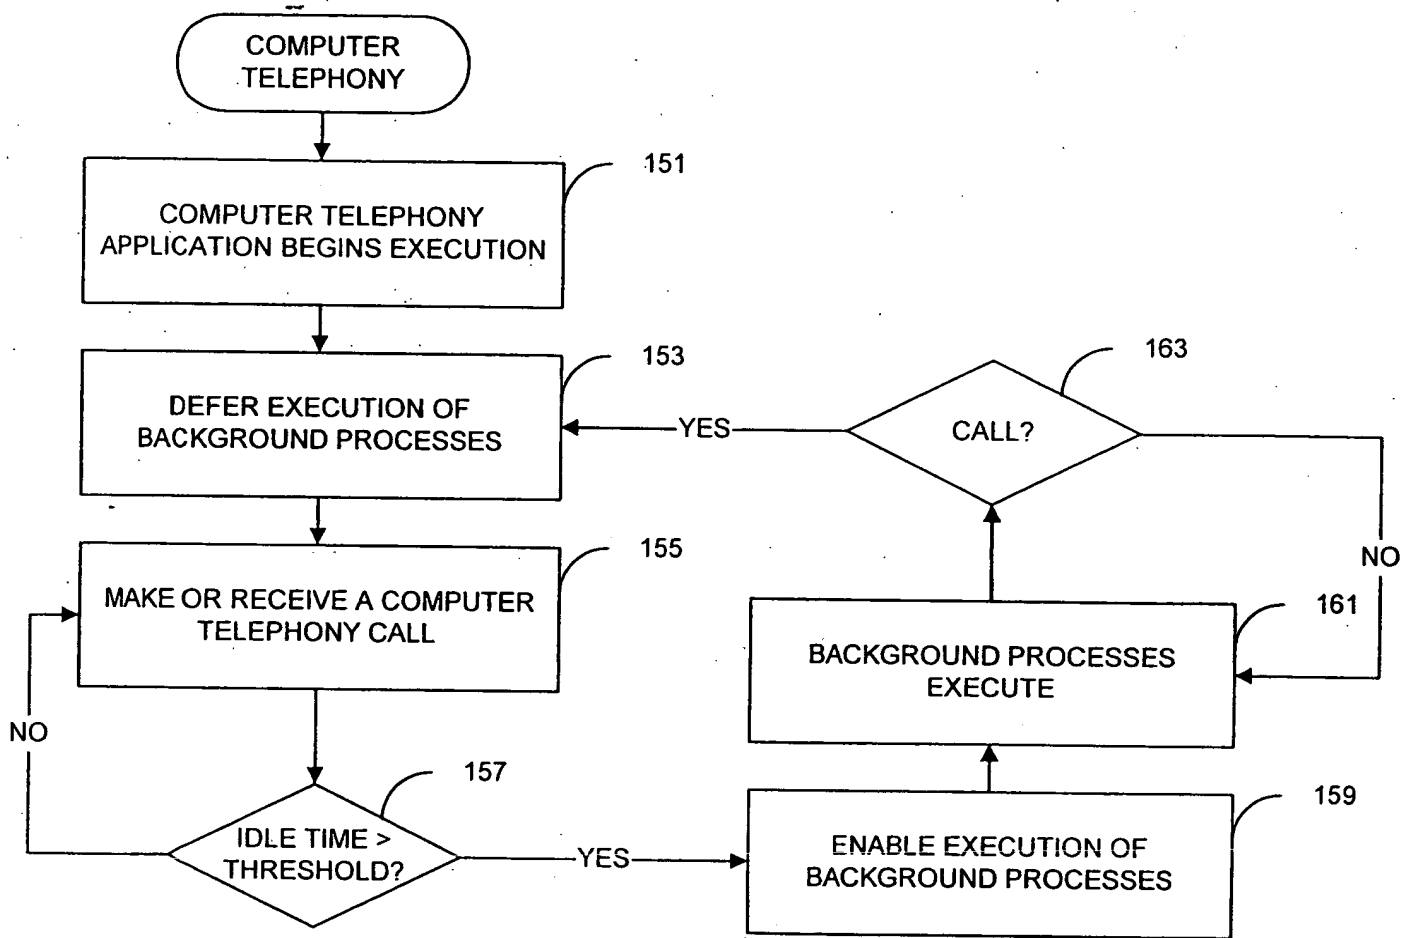 COMPUTER
TELEPHONY
151
COMPUTER TELEPHONY
APPLICATION BEGINS EXECUTION
153
DEFER EXECUTION OF
BACKGROUND PROCESSES
163
CALL?
YES
NO
155
MAKE OR RECEIVE A COMPUTER
TELEPHONY CALL
161
BACKGROUND PROCESSES
EXECUTE
NO
157
IDLE TIME >
THRESHOLD?
YES
159
ENABLE EXECUTION OF
BACKGROUND PROCESSES